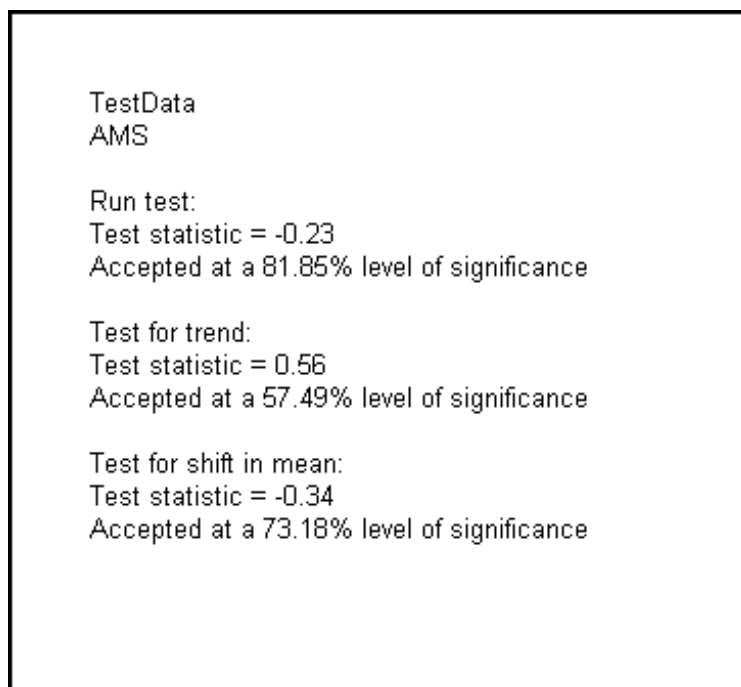 TestData
AMS
Run test:
Test statistic = -0.23
Accepted at a 81.85% level of significance
Test for trend:
Test statistic = 0.56
Accepted at a 57.49% level of significance
Test for shift in mean:
Test statistic = -0.34
Accepted at a 73.18% level of significance